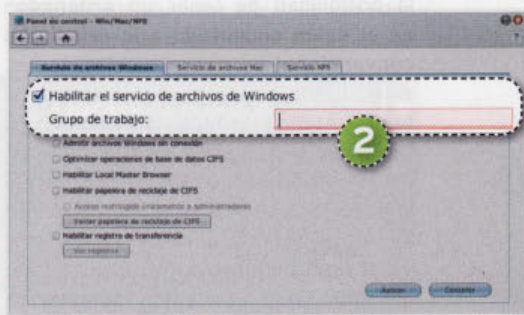 Panel de control - Win/Mac/NFS
Servicio de archivos Windows Servicio de archivos Mac Servicio NFS
Habilitar el servicio de archivos de Windows
Grupo de trabajo:
2
Admitir archivos Windows sin conexión
Optimizar operaciones de base de datos CIFS
Habilitar Local Master Browser
Habilitar papelera de reciclaje de CIFS
Acceso restringido únicamente a administradores
Vaciar papelera de reciclaje de CIFS
Habilitar registro de transferencia
Ver registros
Aplicar Cancelar